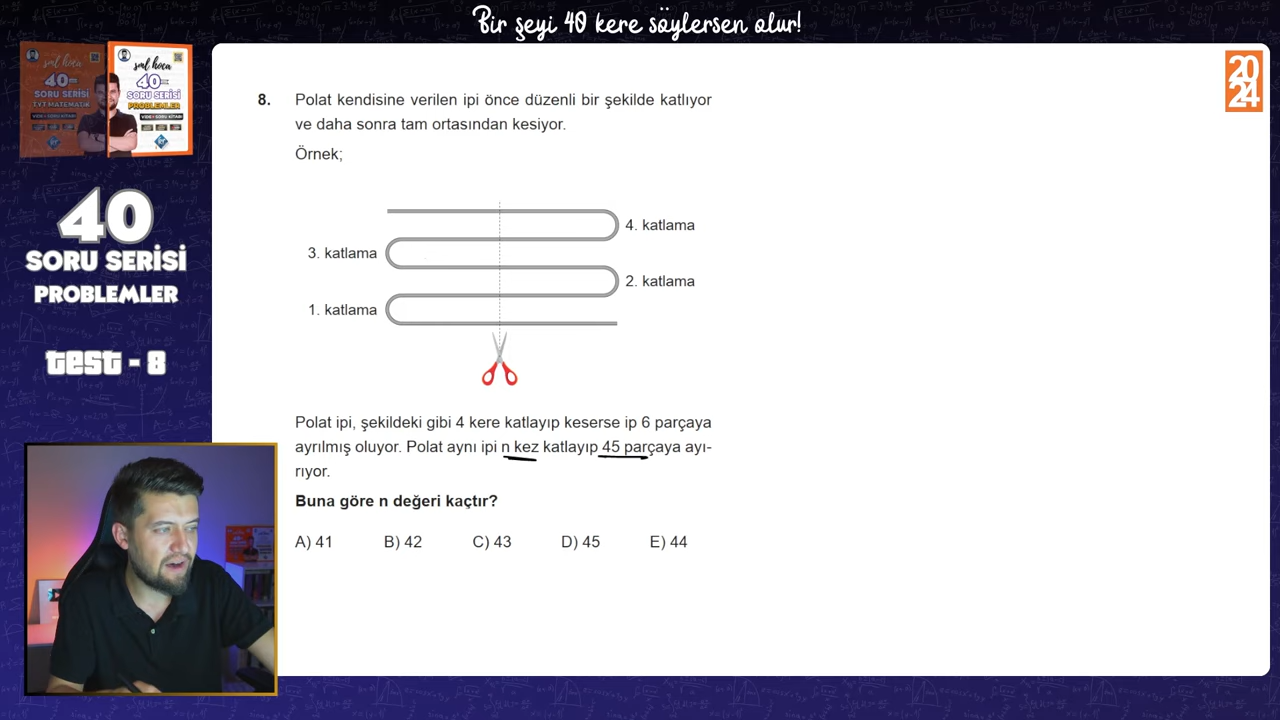 Bir şeyi 40 kere söylersen olur!
40
SORU SERİSİ
PROBLEMLER
TEST - 8
20
24
8. Polat kendisine verilen ipi önce düzenli bir şekilde katlıyor
ve daha sonra tam ortasından kesiyor.
Örnek;
4. katlama
3. katlama
2. katlama
1. katlama
Polat ipi, şekildeki gibi 4 kere katlayıp keserse ip 6 parçaya
ayrılmış oluyor. Polat aynı ipi n kez katlayıp 45 parçaya ayı-
rıyor.
Buna göre n değeri kaçtır?
A) 41 B) 42 C) 43 D) 45 E) 44